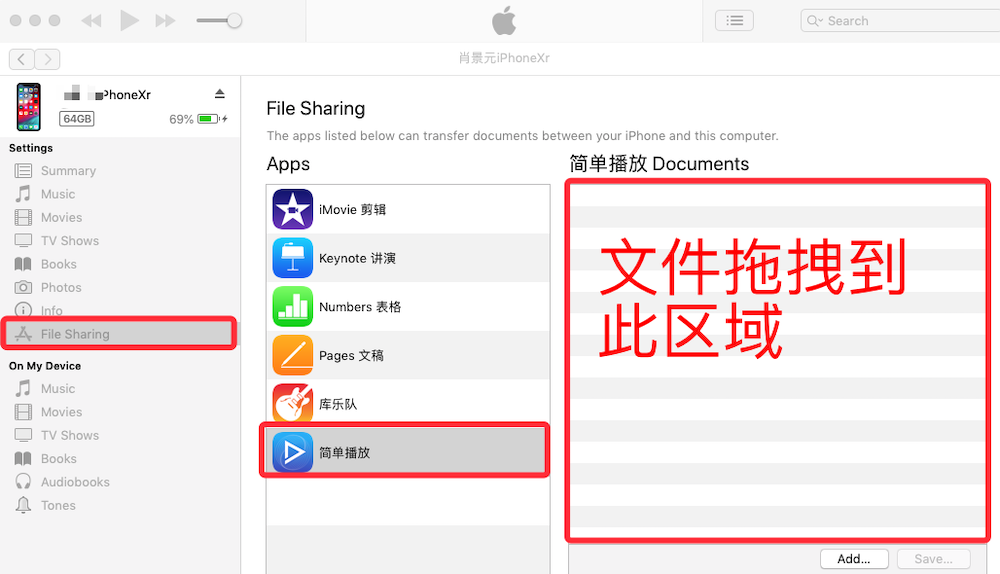 Search
肖景元iPhoneXr
PhoneXr
64GB
69%
Settings
Summary
Music
Movies
TV Shows
Books
Photos
Info
File Sharing
On My Device
Music
Movies
TV Shows
Books
Audiobooks
Tones
File Sharing
The apps listed below can transfer documents between your iPhone and this computer.
Apps
iMovie 剪辑
Keynote 讲演
Numbers 表格
Pages 文稿
库乐队
简单播放
简单播放 Documents
文件拖拽到
此区域
Add...
Save...